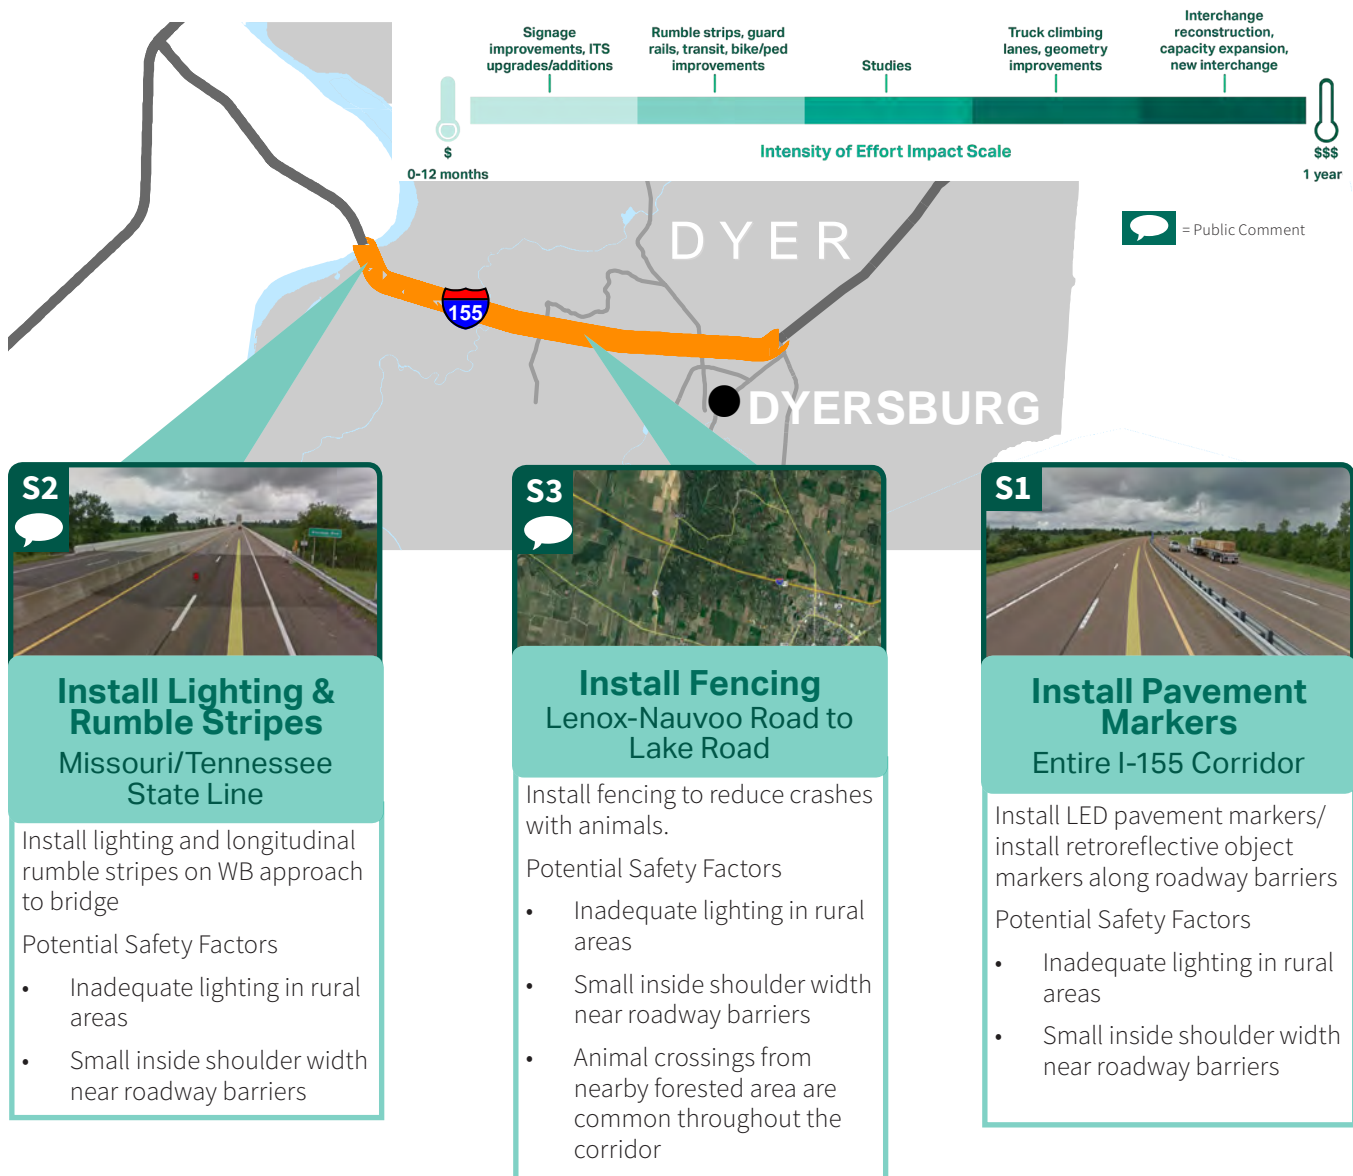 Signage
improvements, ITS
upgrades/additions
Rumble strips, guard
rails, transit, bike/ped
improvements
Studies
Truck climbing
lanes, geometry
improvements
Interchange
reconstruction,
capacity expansion,
new interchange
$
0-12 months
Intensity of Effort Impact Scale
$$$
1 year
= Public Comment
DYER
155
DYERSBURG
S2
Install Lighting &
Rumble Stripes
Missouri/Tennessee
State Line
Install lighting and longitudinal
rumble stripes on WB approach
to bridge
Potential Safety Factors
• Inadequate lighting in rural
areas
• Small inside shoulder width
near roadway barriers
S3
Install Fencing
Lenox-Nauvoo Road to
Lake Road
Install fencing to reduce crashes
with animals.
Potential Safety Factors
• Inadequate lighting in rural
areas
• Small inside shoulder width
near roadway barriers
• Animal crossings from
nearby forested area are
common throughout the
corridor
S1
Install Pavement
Markers
Entire I-155 Corridor
Install LED pavement markers/
install retroreflective object
markers along roadway barriers
Potential Safety Factors
• Inadequate lighting in rural
areas
• Small inside shoulder width
near roadway barriers